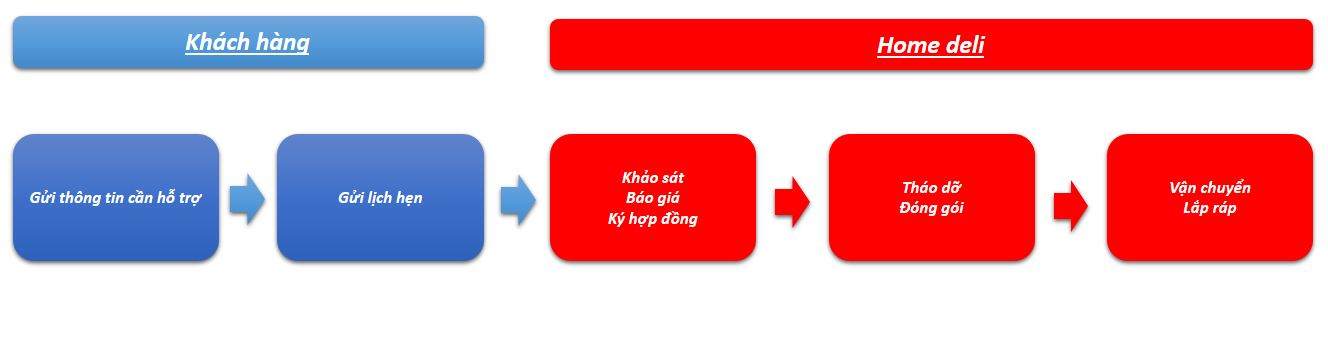 Khách hàng
Home deli
Gửi thông tin cần hỗ trợ
Gửi lịch hẹn
Khảo sát
Báo giá
Ký hợp đồng
Tháo dỡ
Đóng gói
Vận chuyển
Lắp ráp